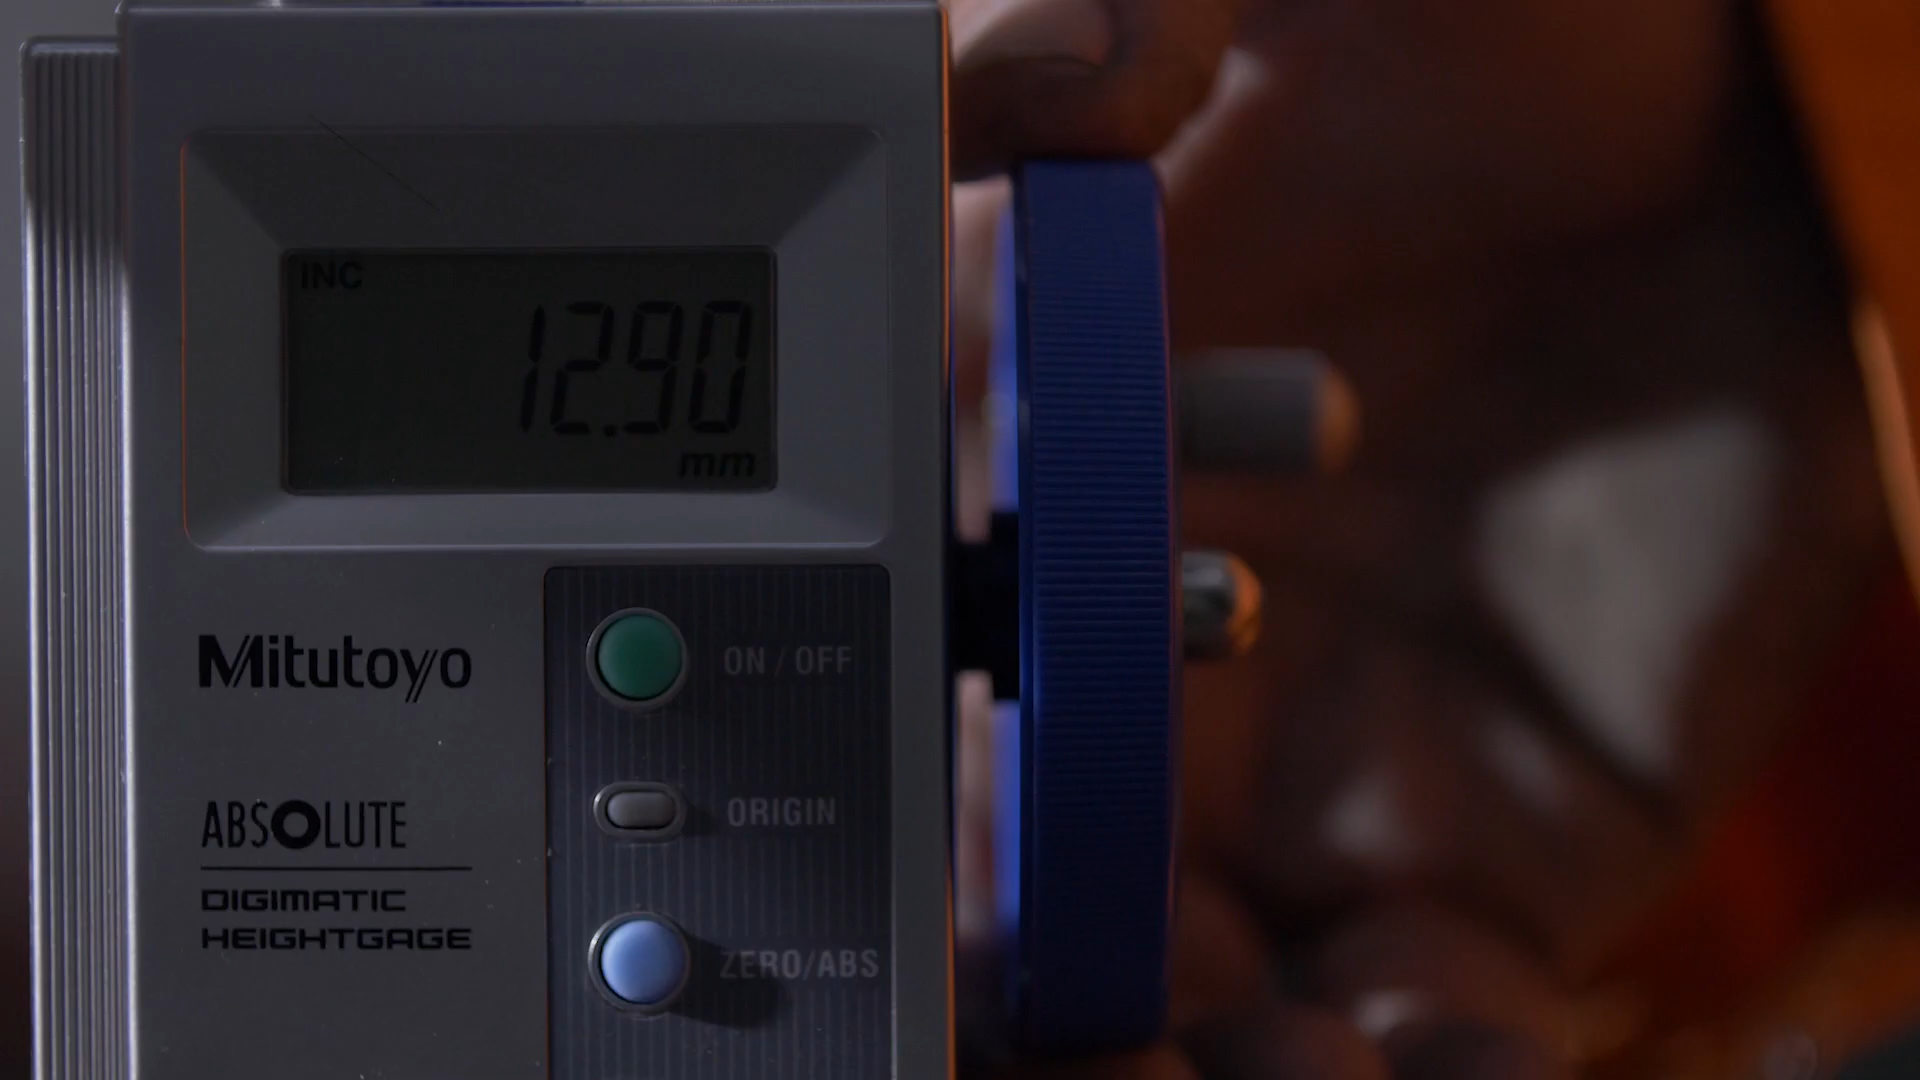 INC
12.90
mm
Mitutoyo
ABSOLUTE
DIGIMATIC
HEIGHTGAGE
ON / OFF
ORIGIN
ZERO/ABS